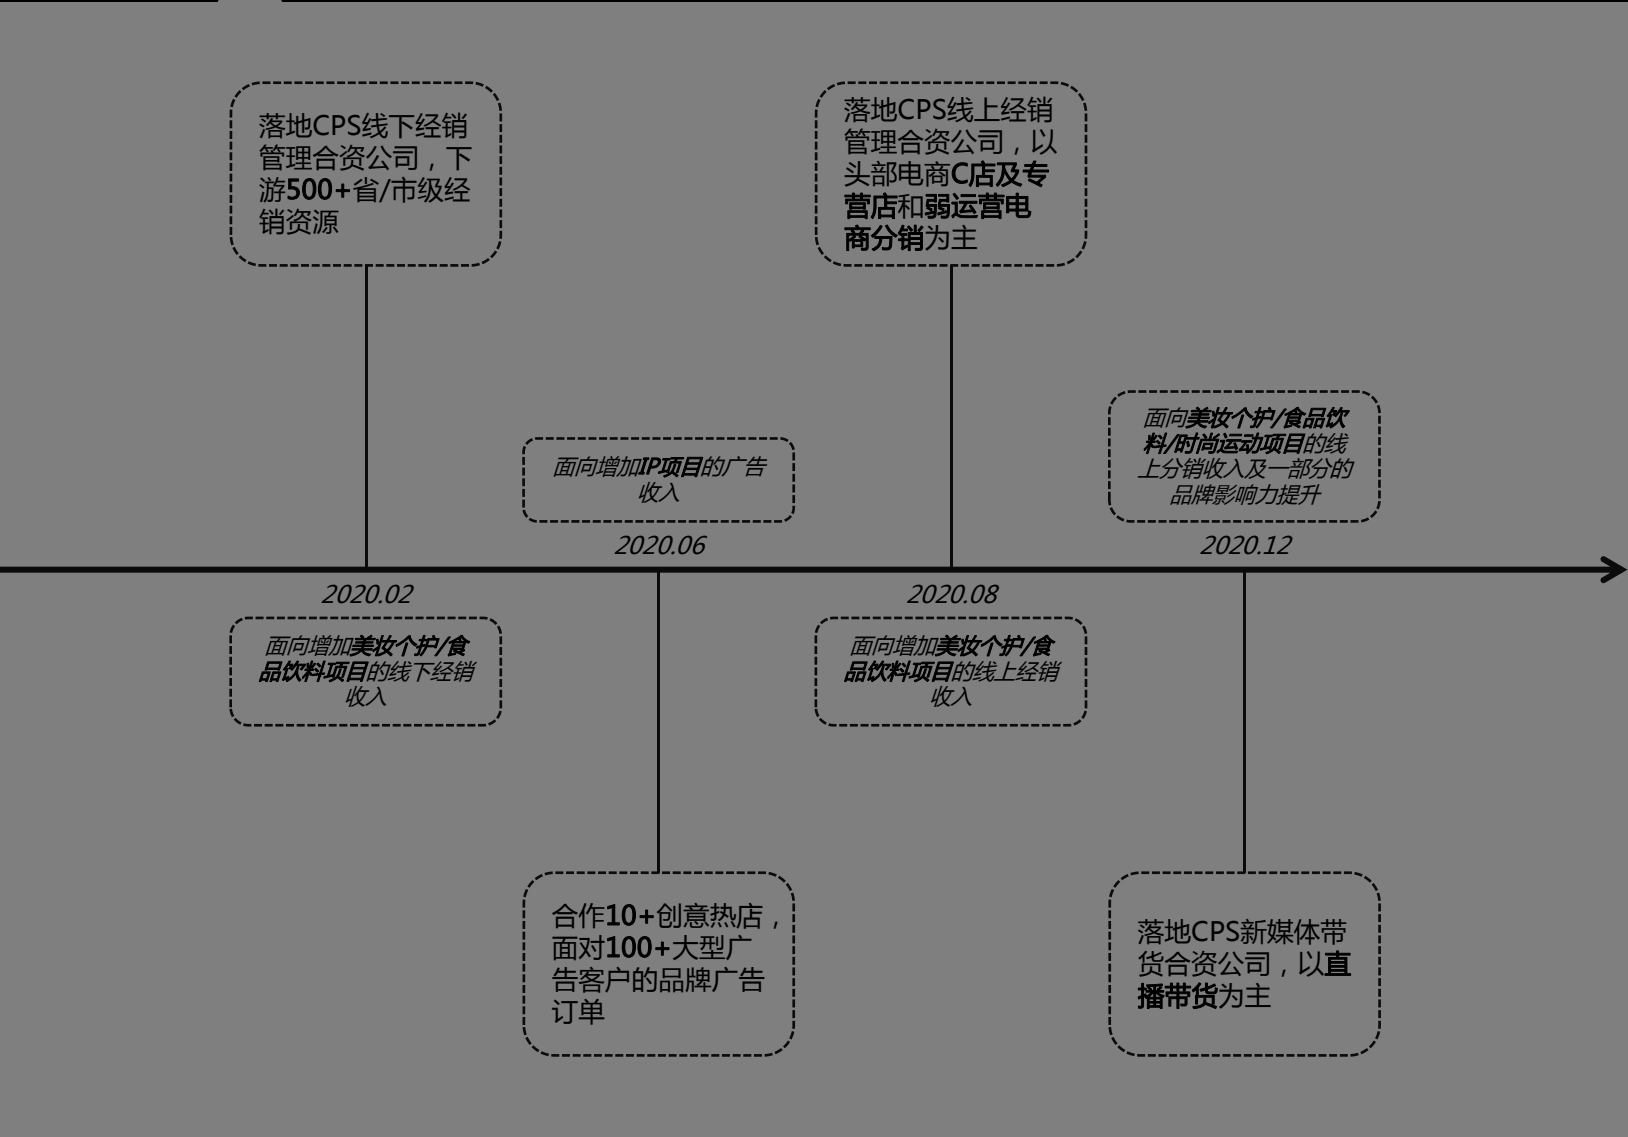 落地CPS线下经销
管理合资公司，下
游500+省/市级经
销资源
2020.02
面向增加美妆个护/食
品饮料项目的线下经销
收入
面向增加IP项目的广告
收入
2020.06
合作10+创意热店，
面对100+大型广
告客户的品牌广告
订单
落地CPS线上经销
管理合资公司，以
头部电商C店及专
营店和弱运营电
商分销为主
2020.08
面向增加美妆个护/食
品饮料项目的线上经销
收入
面向美妆个护/食品饮
料/时尚运动项目的线
上分销收入及一部分的
品牌影响力提升
2020.12
落地CPS新媒体带
货合资公司，以直
播带货为主